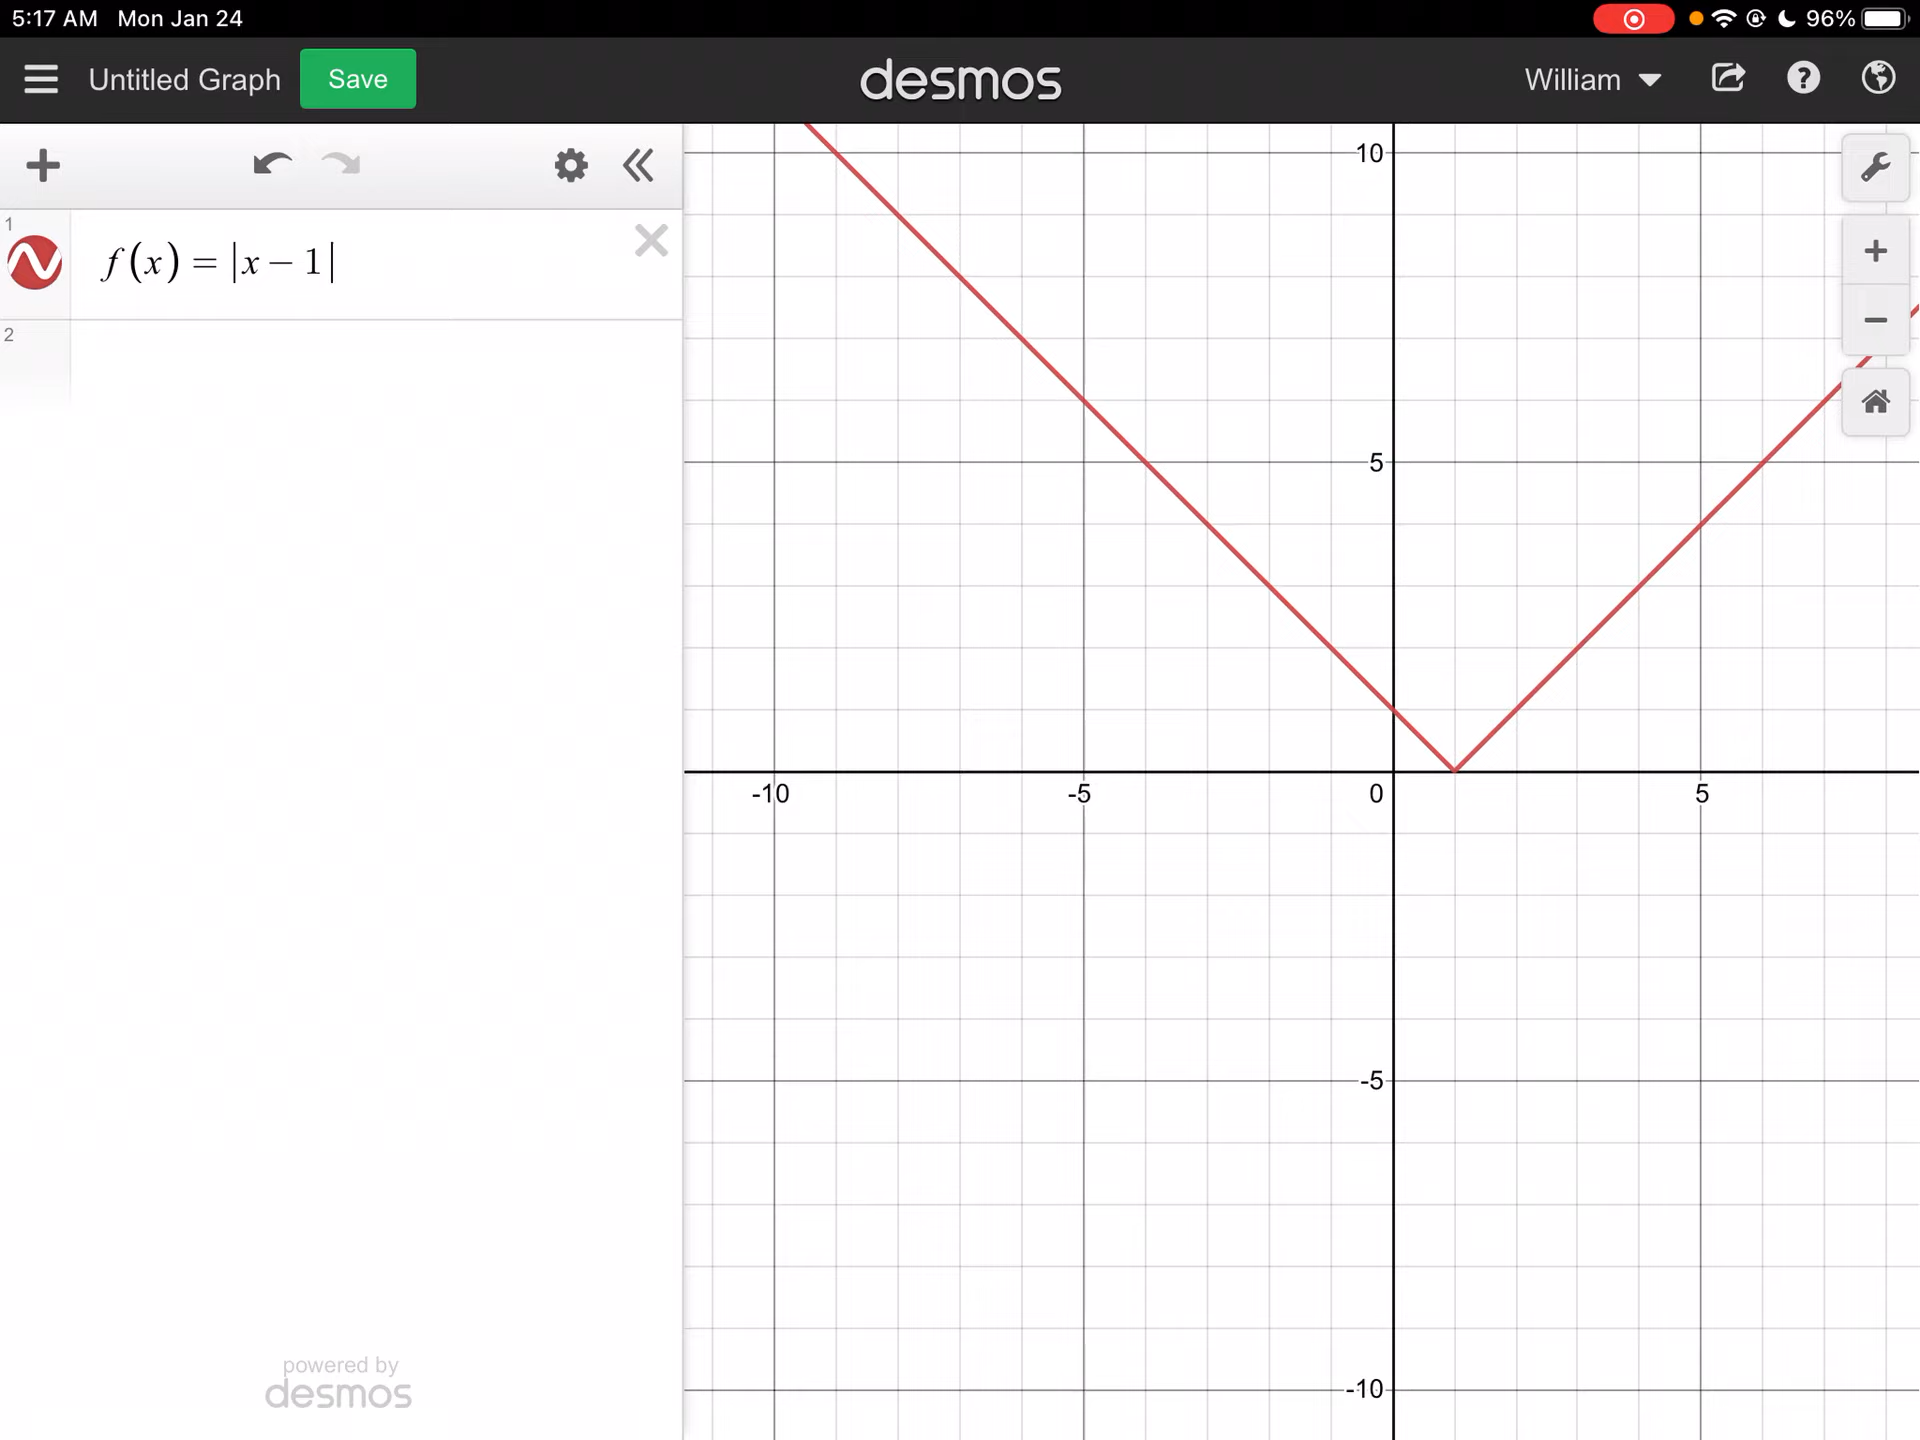 5:17 AM Mon Jan 24
96%
Untitled Graph
Save
desmos
William
1
f(x) = |x − 1|
2
10
5
-10
-5
0
5
-5
-10
powered by
desmos